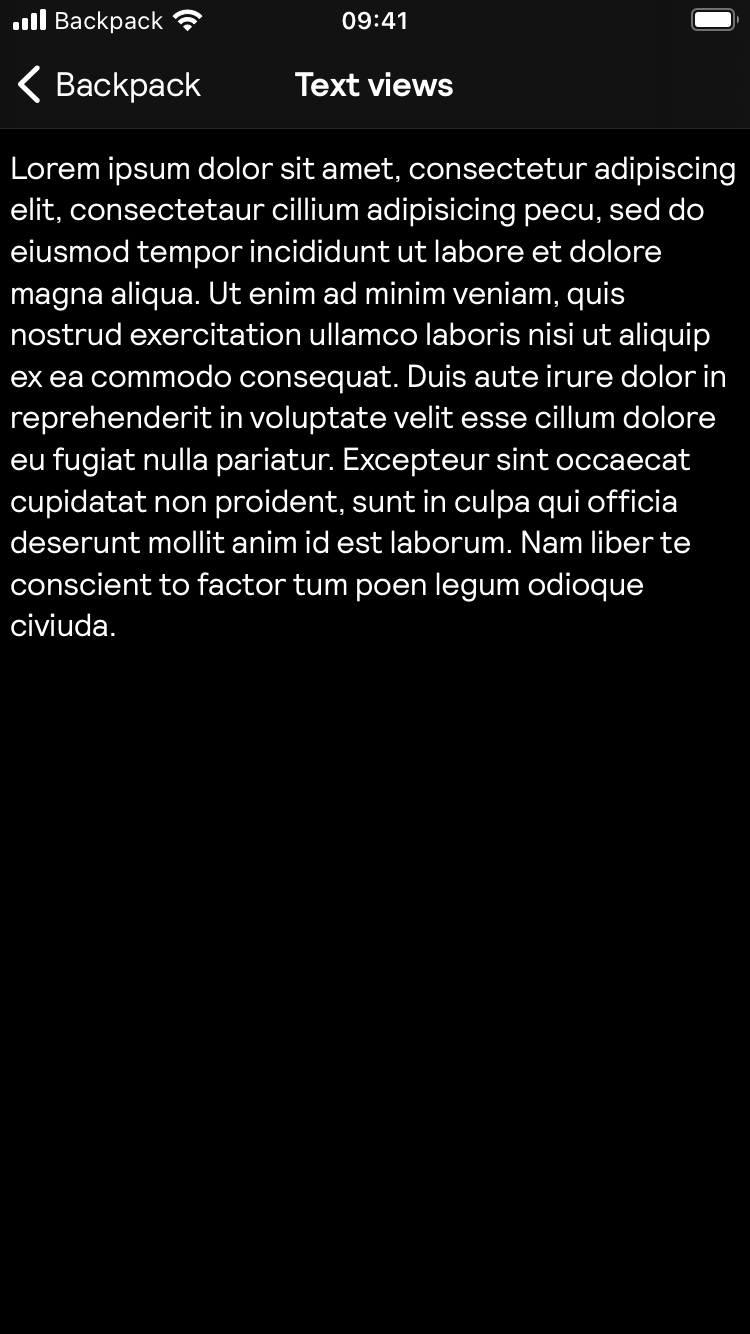 Backpack 09:41
Backpack Text views
Lorem ipsum dolor sit amet, consectetur adipiscing
elit, consectetaur cillium adipisicing pecu, sed do
eiusmod tempor incididunt ut labore et dolore
magna aliqua. Ut enim ad minim veniam, quis
nostrud exercitation ullamco laboris nisi ut aliquip
ex ea commodo consequat. Duis aute irure dolor in
reprehenderit in voluptate velit esse cillum dolore
eu fugiat nulla pariatur. Excepteur sint occaecat
cupidatat non proident, sunt in culpa qui officia
deserunt mollit anim id est laborum. Nam liber te
conscient to factor tum poen legum odioque
civiuda.